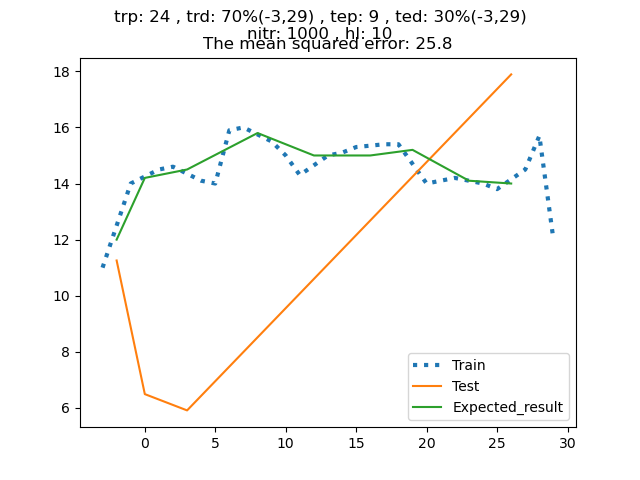 trp: 24 , trd: 70%(-3,29) , tep: 9 , ted: 30%(-3,29)
nitr: 1000 , hl: 10
The mean squared error: 25.8
18
16
14
12
10
8
6
0 5 10 15 20 25 30
Train
Test
Expected_result